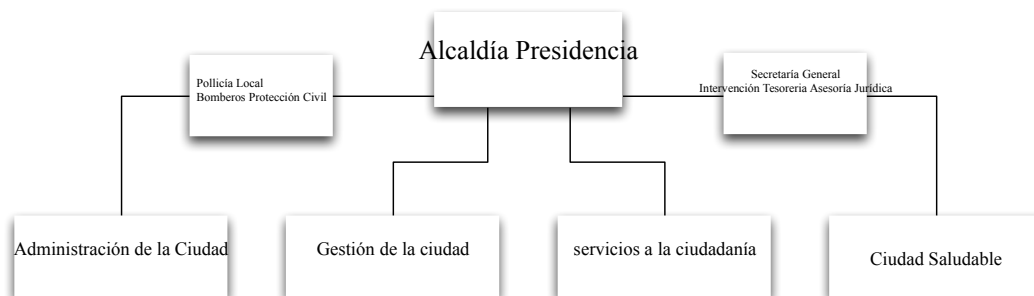 Alcaldía Presidencia
Pollicía Local
Bomberos Protección Civil
Secretaría General
Intervención Tesoreria Asesoría Jurídica
Administración de la Ciudad
Gestión de la ciudad
servicios a la ciudadanía
Ciudad Saludable